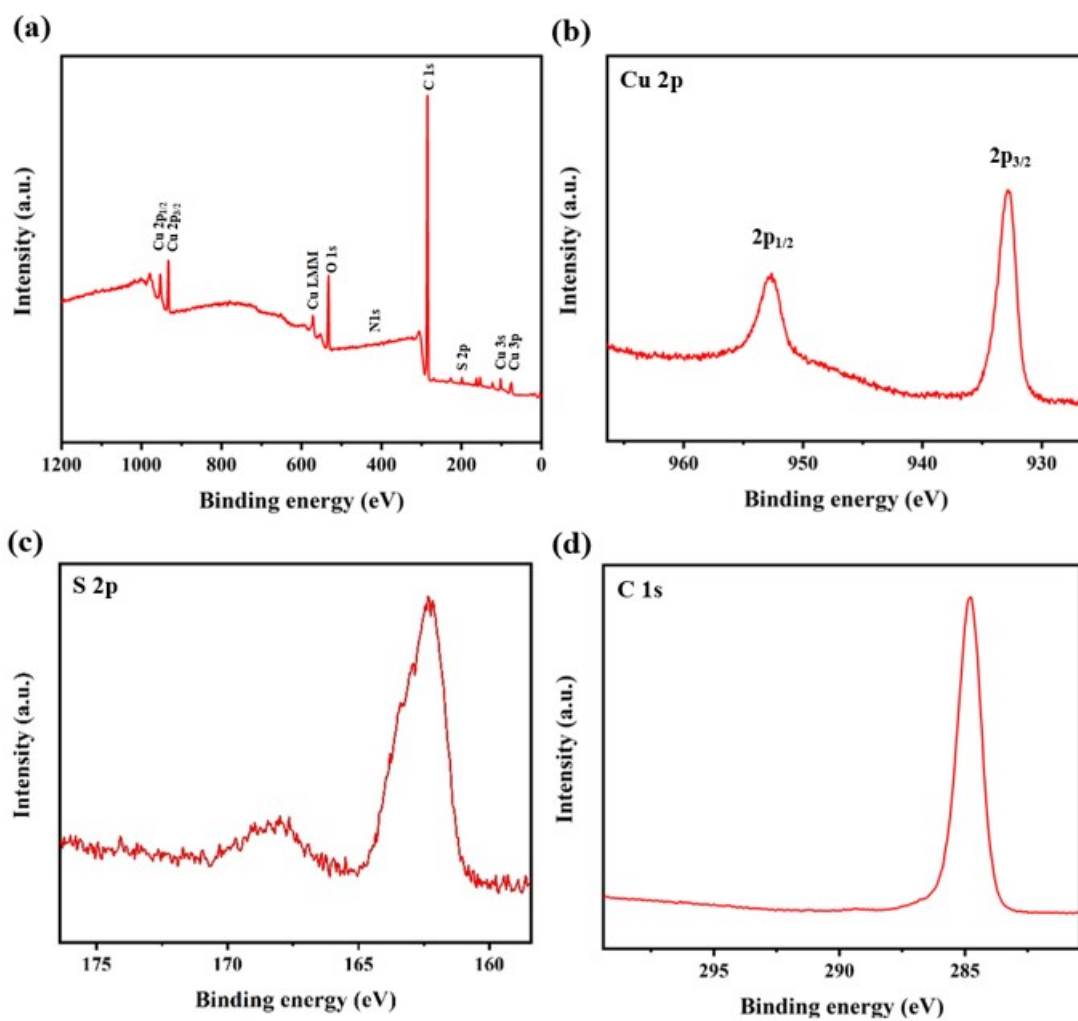 (a)
Intensity (a.u.)
Cu 2p1/2
Cu 2p3/2
Cu LMM
O 1s
N1s
C 1s
S 2p
Cu 3s
Cu 3p
1200 1000 800 600 400 200 0
Binding energy (eV)
(b)
Cu 2p
Intensity (a.u.)
2p1/2
2p3/2
960 950 940 930
Binding energy (eV)
(c)
S 2p
Intensity (a.u.)
175 170 165 160
Binding energy (eV)
(d)
C 1s
Intensity (a.u.)
295 290 285
Binding energy (eV)